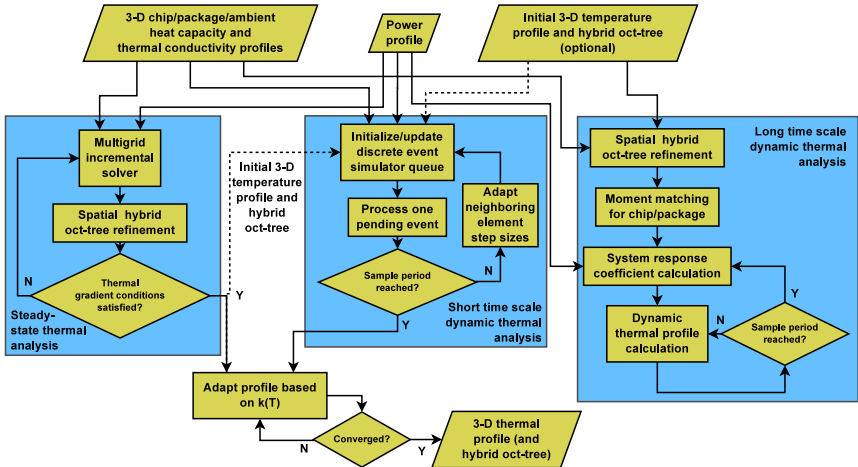 3-D chip/package/ambient
heat capacity and
thermal conductivity profiles
Power
profile
Initial 3-D temperature
profile and hybrid oct-tree
(optional)
Multigrid
incremental
solver
Spatial hybrid
oct-tree refinement
Thermal
gradient conditions
satisfied?
N
Y
Steady-
state thermal
analysis
Initial 3-D
temperature
profile and
hybrid
oct-tree
Initialize/update
discrete event
simulator queue
Process one
pending event
Adapt
neighboring
element
step sizes
Sample period
reached?
N
Y
Short time scale
dynamic thermal
analysis
Long time scale
dynamic thermal
analysis
Spatial hybrid
oct-tree refinement
Moment matching
for chip/package
System response
coefficient calculation
Dynamic
thermal profile
calculation
Y
N
Sample period
reached?
Adapt profile based
on k(T)
Converged?
N
Y
3-D thermal
profile (and
hybrid oct-tree)